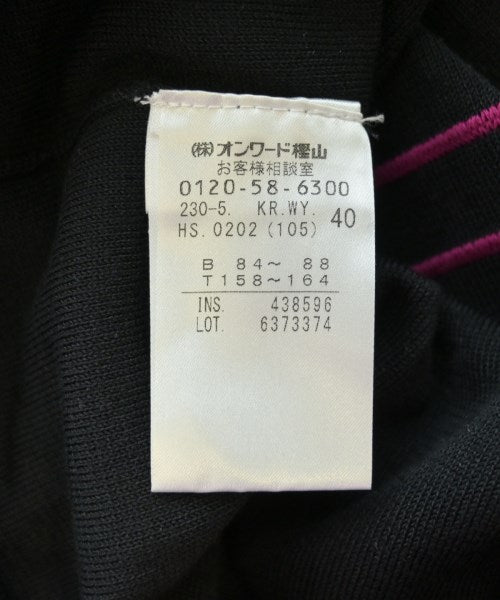 (株)オンワード樫山
お客様相談室
0120-58-6300
230-5. KR.WY. 40
HS.0202(105)
B 84～ 88
T158～164
INS. 438596
LOT. 6373374